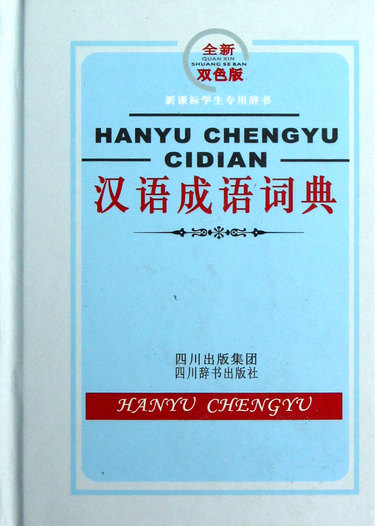 全新
QUAN XIN
SHUANG SE BAN
双色版
新课标学生专用辞书
HANYU CHENGYU
CIDIAN
汉语成语词典
四川出版集团
四川辞书出版社
HANYU CHENGYU